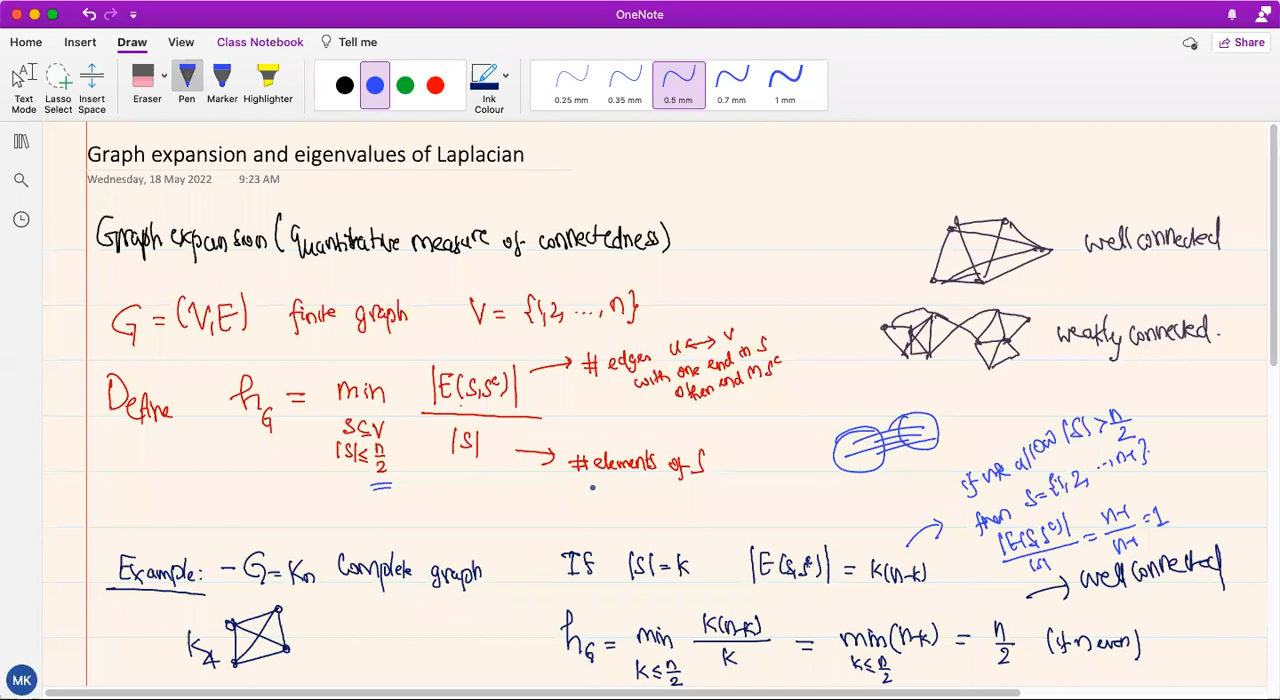 OneNote
Home Insert Draw View Class Notebook Tell me Share
Text Mode Lasso Select Insert Space Eraser Pen Marker Highlighter Ink Colour 0.25 mm 0.35 mm 0.5 mm 0.7 mm 1 mm
Graph expansion and eigenvalues of Laplacian
Wednesday, 18 May 2022 9:23 AM
Graph expansion (Quantitative measure of connectedness)
well connected
G = (V,E) finite graph V = {1,2, ..., n}
weakly connected.
Define h_G = min_{S⊆V, |S|≤n/2} |E(S,S^c)| / |S|
→ # edges u ↔ v
with one end in S
other end in S^c
→ # elements of S
if we allow |S| > n/2
then S = {1,2, ..., n-1}
|E(S,S^c)| / |S| = n-1 / n-1 = 1
Example: - G = K_n Complete graph If |S| = k |E(S,S^c)| = k(n-k)
→ well connected
K_4
h_G = min_{k≤n/2} k(n-k) / k = min_{k≤n/2} (n-k) = n/2 (if n even)
MK